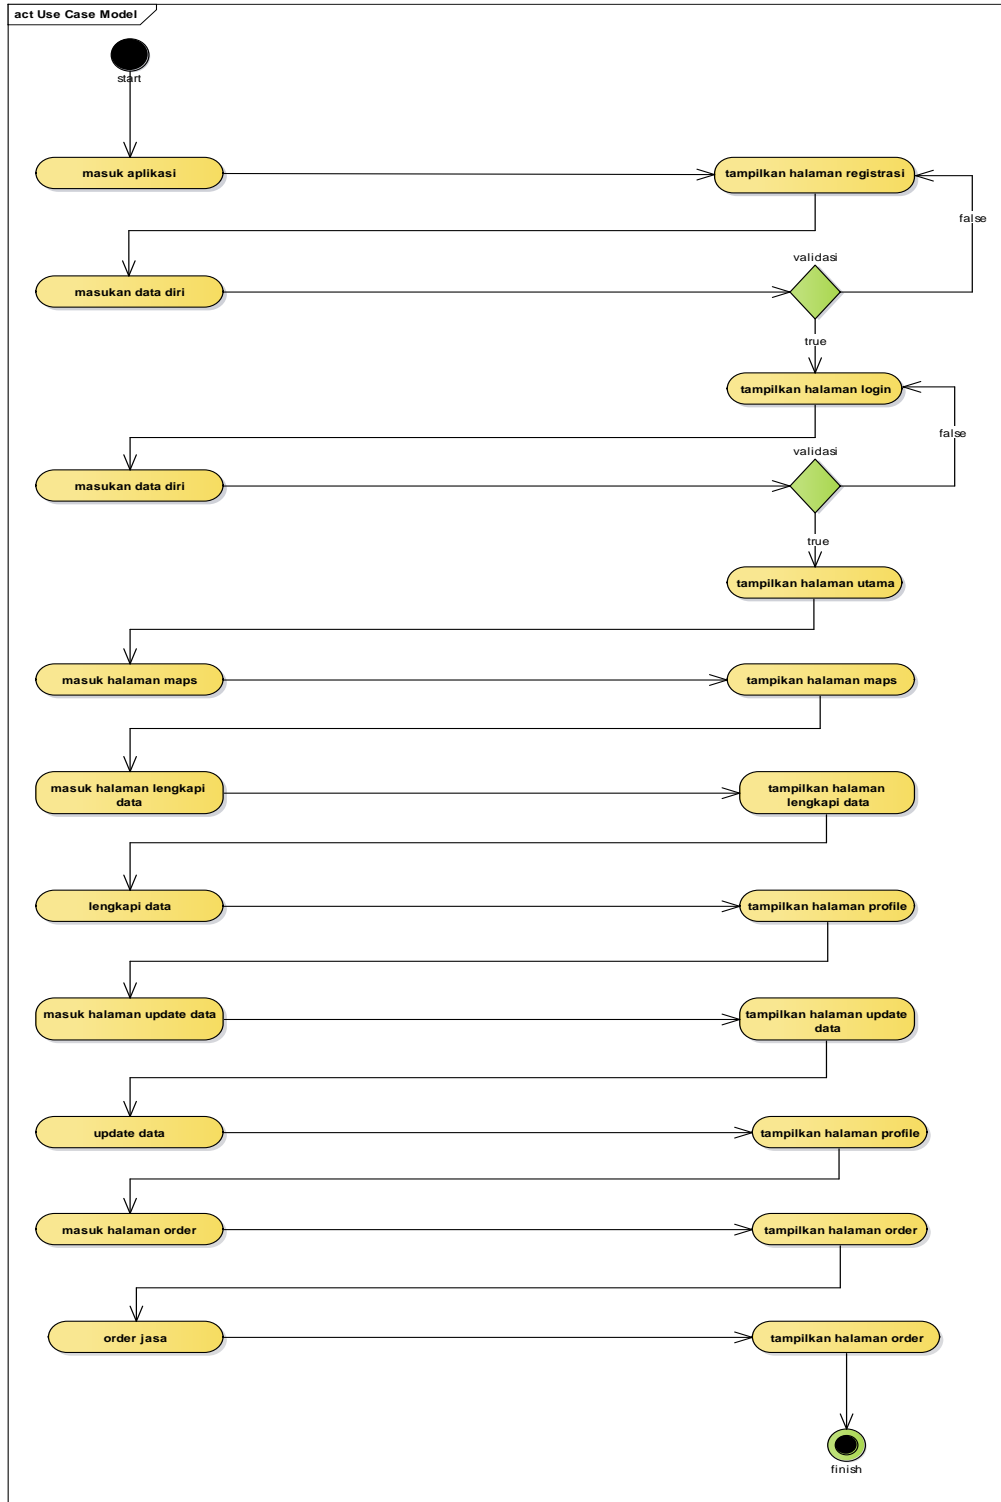 act Use Case Model
start
masuk aplikasi
tampilkan halaman registrasi
false
masukan data diri
validasi
true
tampilkan halaman login
false
masukan data diri
validasi
true
tampilkan halaman utama
masuk halaman maps
tampikan halaman maps
masuk halaman lengkapi
data
tampilkan halaman
lengkapi data
lengkapi data
tampilkan halaman profile
masuk halaman update data
tampilkan halaman update
data
update data
tampilkan halaman profile
masuk halaman order
tampilkan halaman order
order jasa
tampilkan halaman order
finish